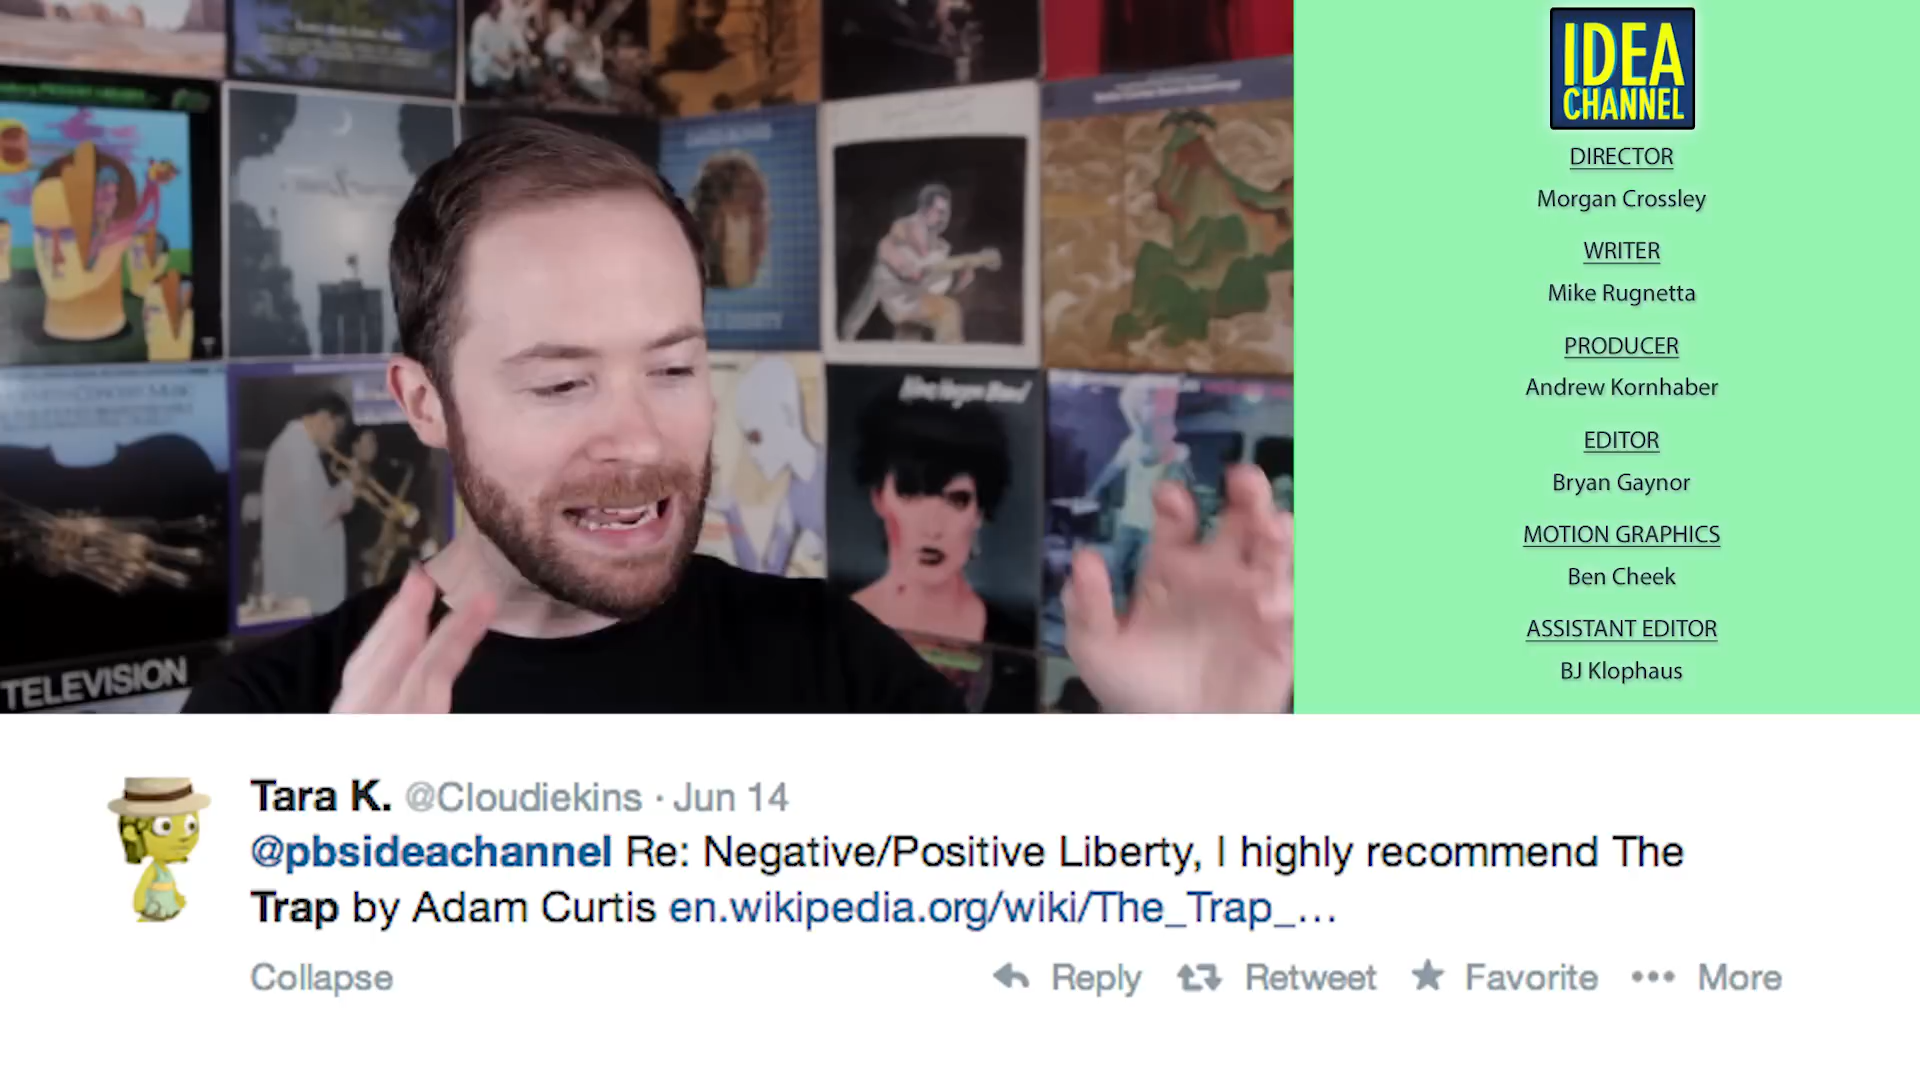 IDEA
CHANNEL
DIRECTOR
Morgan Crossley
WRITER
Mike Rugnetta
PRODUCER
Andrew Kornhaber
EDITOR
Bryan Gaynor
MOTION GRAPHICS
Ben Cheek
ASSISTANT EDITOR
BJ Klophaus
TELEVISION
Tara K. @Cloudiekins · Jun 14
@pbsideachannel Re: Negative/Positive Liberty, I highly recommend The
Trap by Adam Curtis en.wikipedia.org/wiki/The_Trap_...
Collapse
Reply
Retweet
Favorite
More